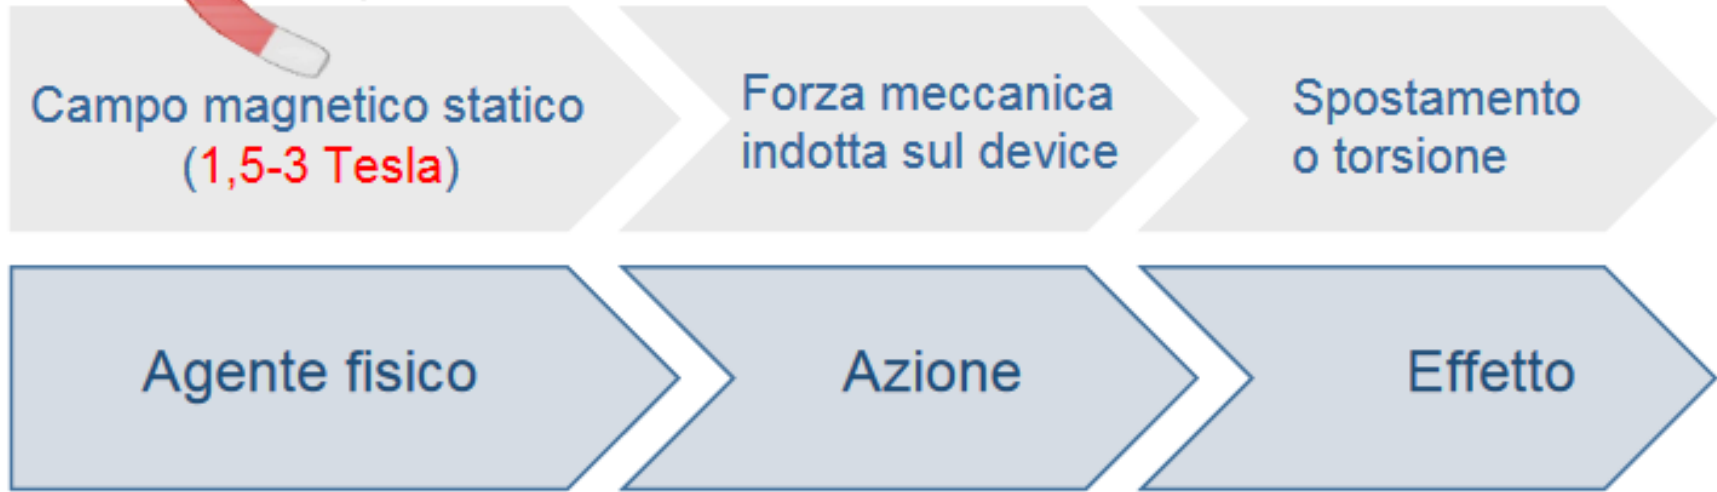 Campo magnetico statico
(1,5-3 Tesla)
Forza meccanica
indotta sul device
Spostamento
o torsione
Agente fisico
Azione
Effetto